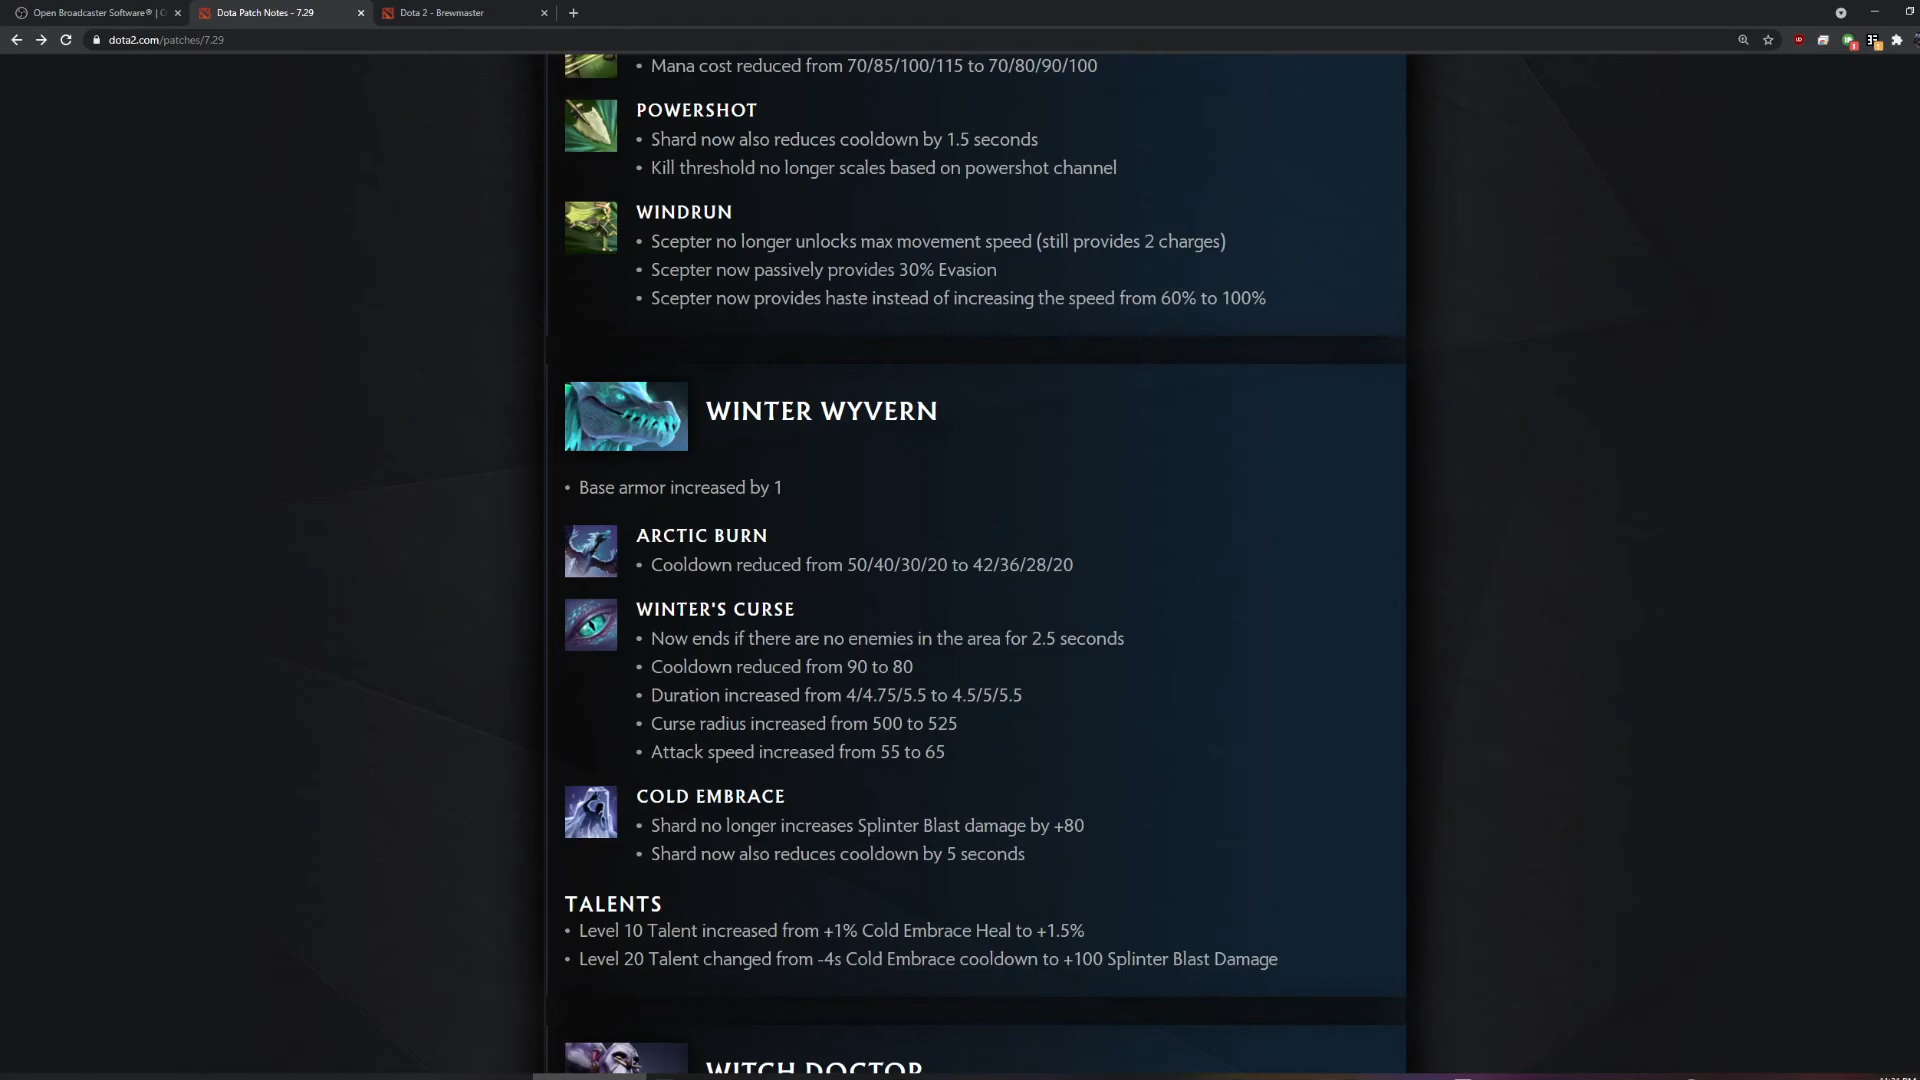 Open Broadcaster Software® |
Dota Patch Notes - 7.29
Dota 2 - Brewmaster
dota2.com/patches/7.29
• Mana cost reduced from 70/85/100/115 to 70/80/90/100
POWERSHOT
• Shard now also reduces cooldown by 1.5 seconds
• Kill threshold no longer scales based on powershot channel
WINDRUN
• Scepter no longer unlocks max movement speed (still provides 2 charges)
• Scepter now passively provides 30% Evasion
• Scepter now provides haste instead of increasing the speed from 60% to 100%
WINTER WYVERN
• Base armor increased by 1
ARCTIC BURN
• Cooldown reduced from 50/40/30/20 to 42/36/28/20
WINTER'S CURSE
• Now ends if there are no enemies in the area for 2.5 seconds
• Cooldown reduced from 90 to 80
• Duration increased from 4/4.75/5.5 to 4.5/5/5.5
• Curse radius increased from 500 to 525
• Attack speed increased from 55 to 65
COLD EMBRACE
• Shard no longer increases Splinter Blast damage by +80
• Shard now also reduces cooldown by 5 seconds
TALENTS
• Level 10 Talent increased from +1% Cold Embrace Heal to +1.5%
• Level 20 Talent changed from -4s Cold Embrace cooldown to +100 Splinter Blast Damage
WITCH DOCTOR